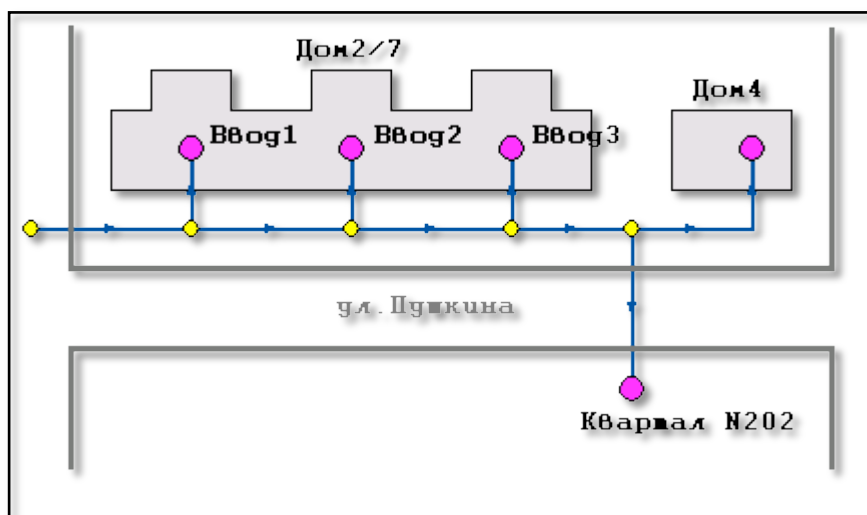 Дом2/7
Дом4
Ввод1
Ввод2
Ввод3
ул.Пушкина
Квартал N202